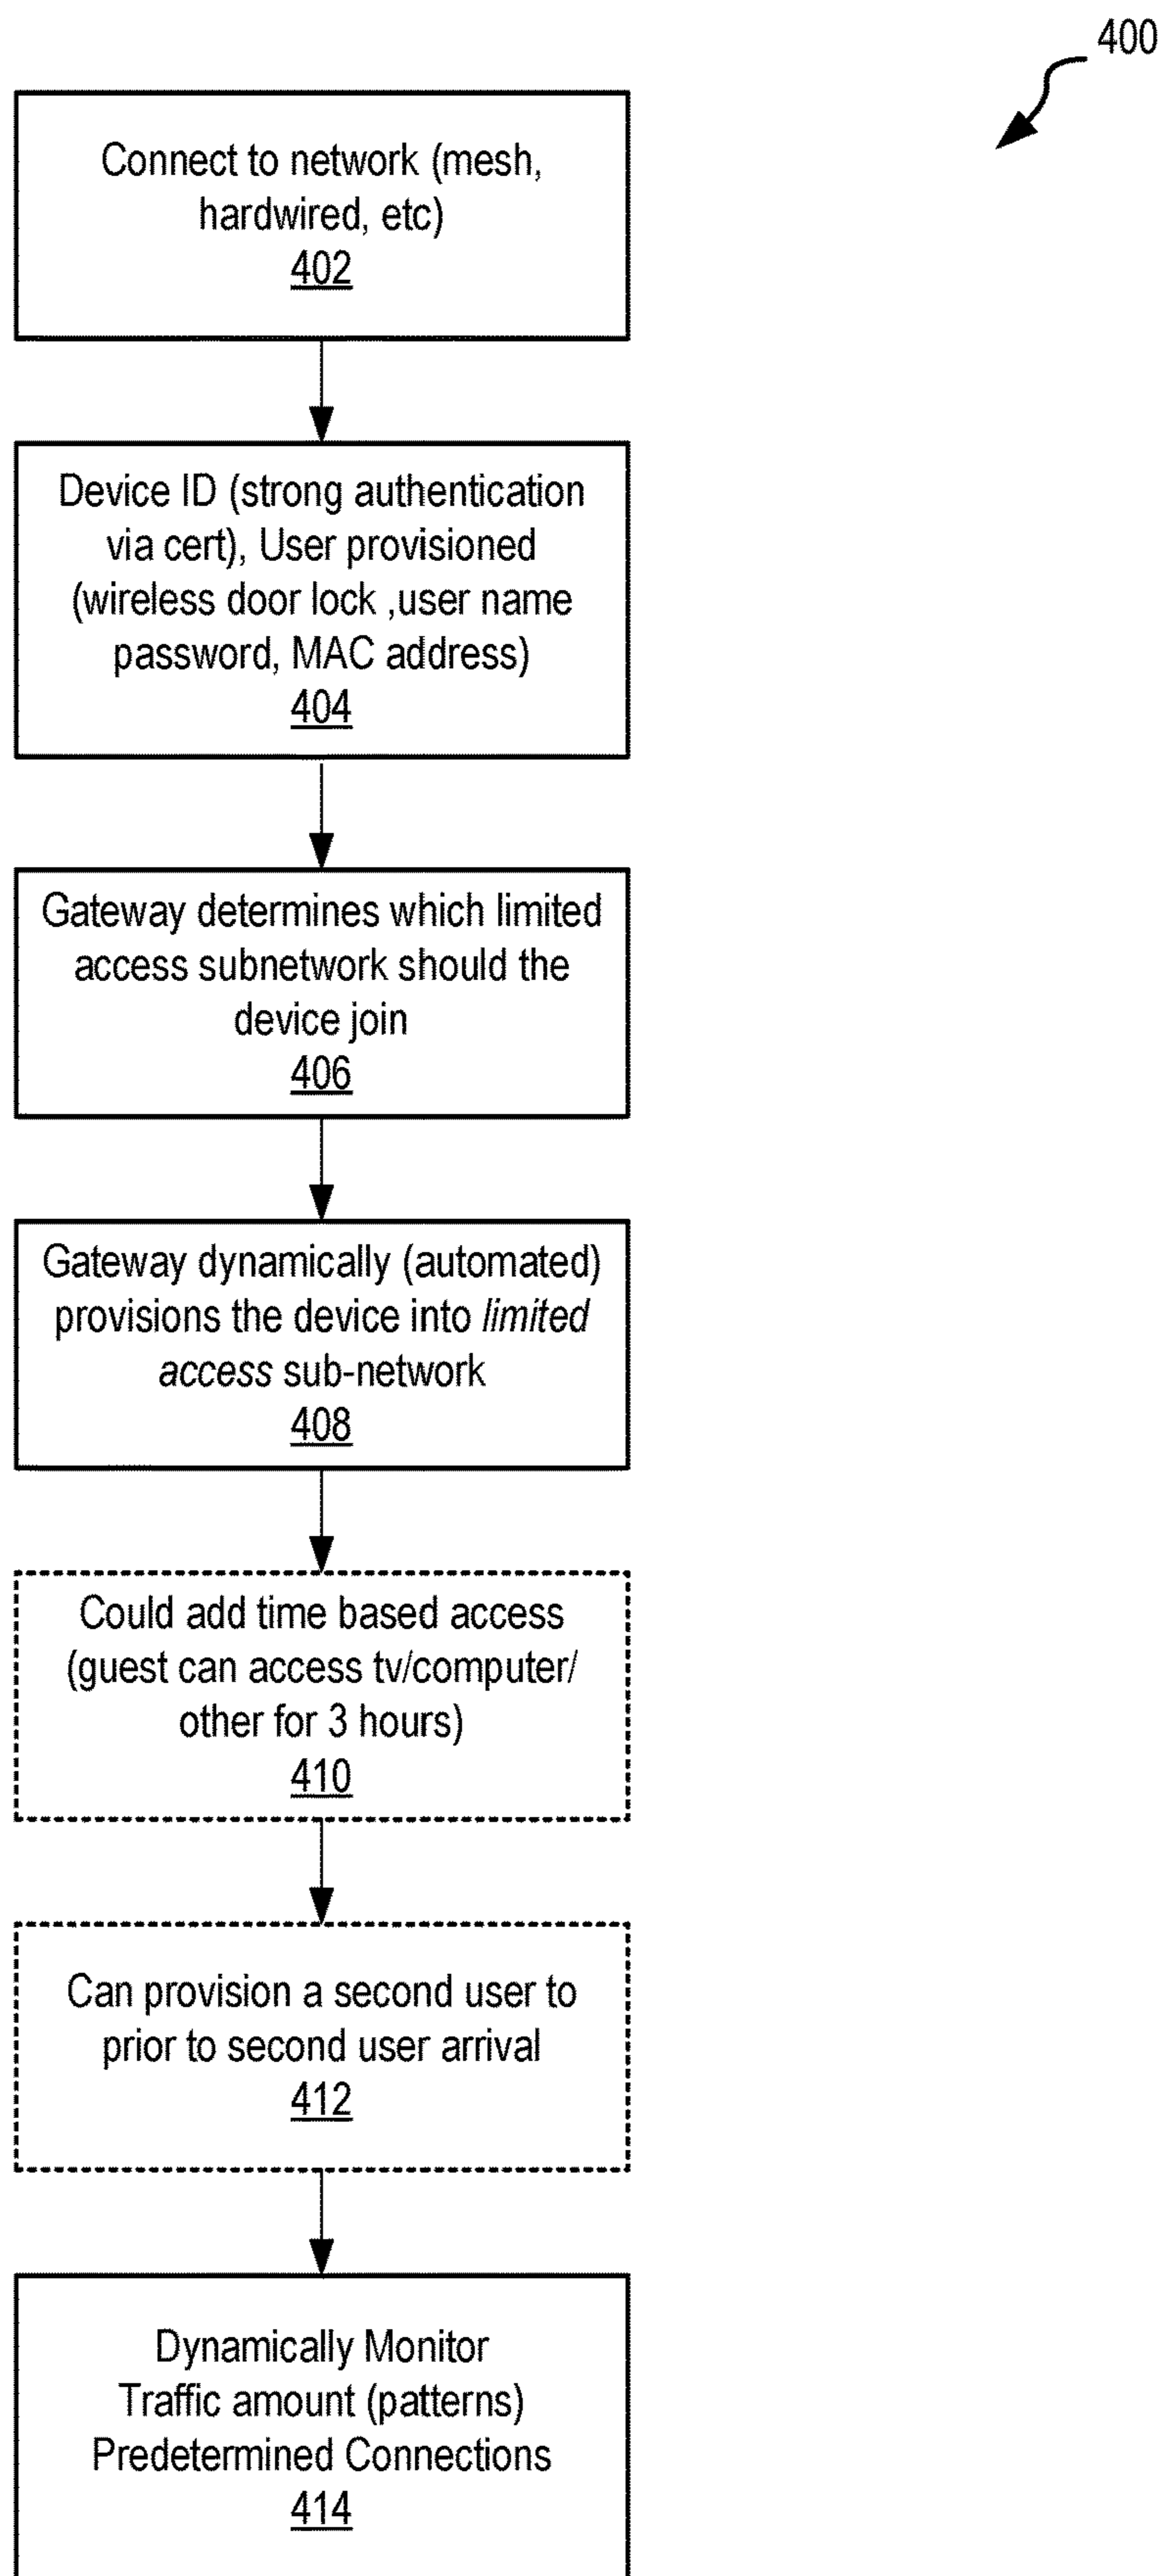 400
Connect to network (mesh,
hardwired, etc)
402
Device ID (strong authentication
via cert), User provisioned
(wireless door lock ,user name
password, MAC address)
404
Gateway determines which limited
access subnetwork should the
device join
406
Gateway dynamically (automated)
provisions the device into limited
access sub-network
408
Could add time based access
(guest can access tv/computer/
other for 3 hours)
410
Can provision a second user to
prior to second user arrival
412
Dynamically Monitor
Traffic amount (patterns)
Predetermined Connections
414